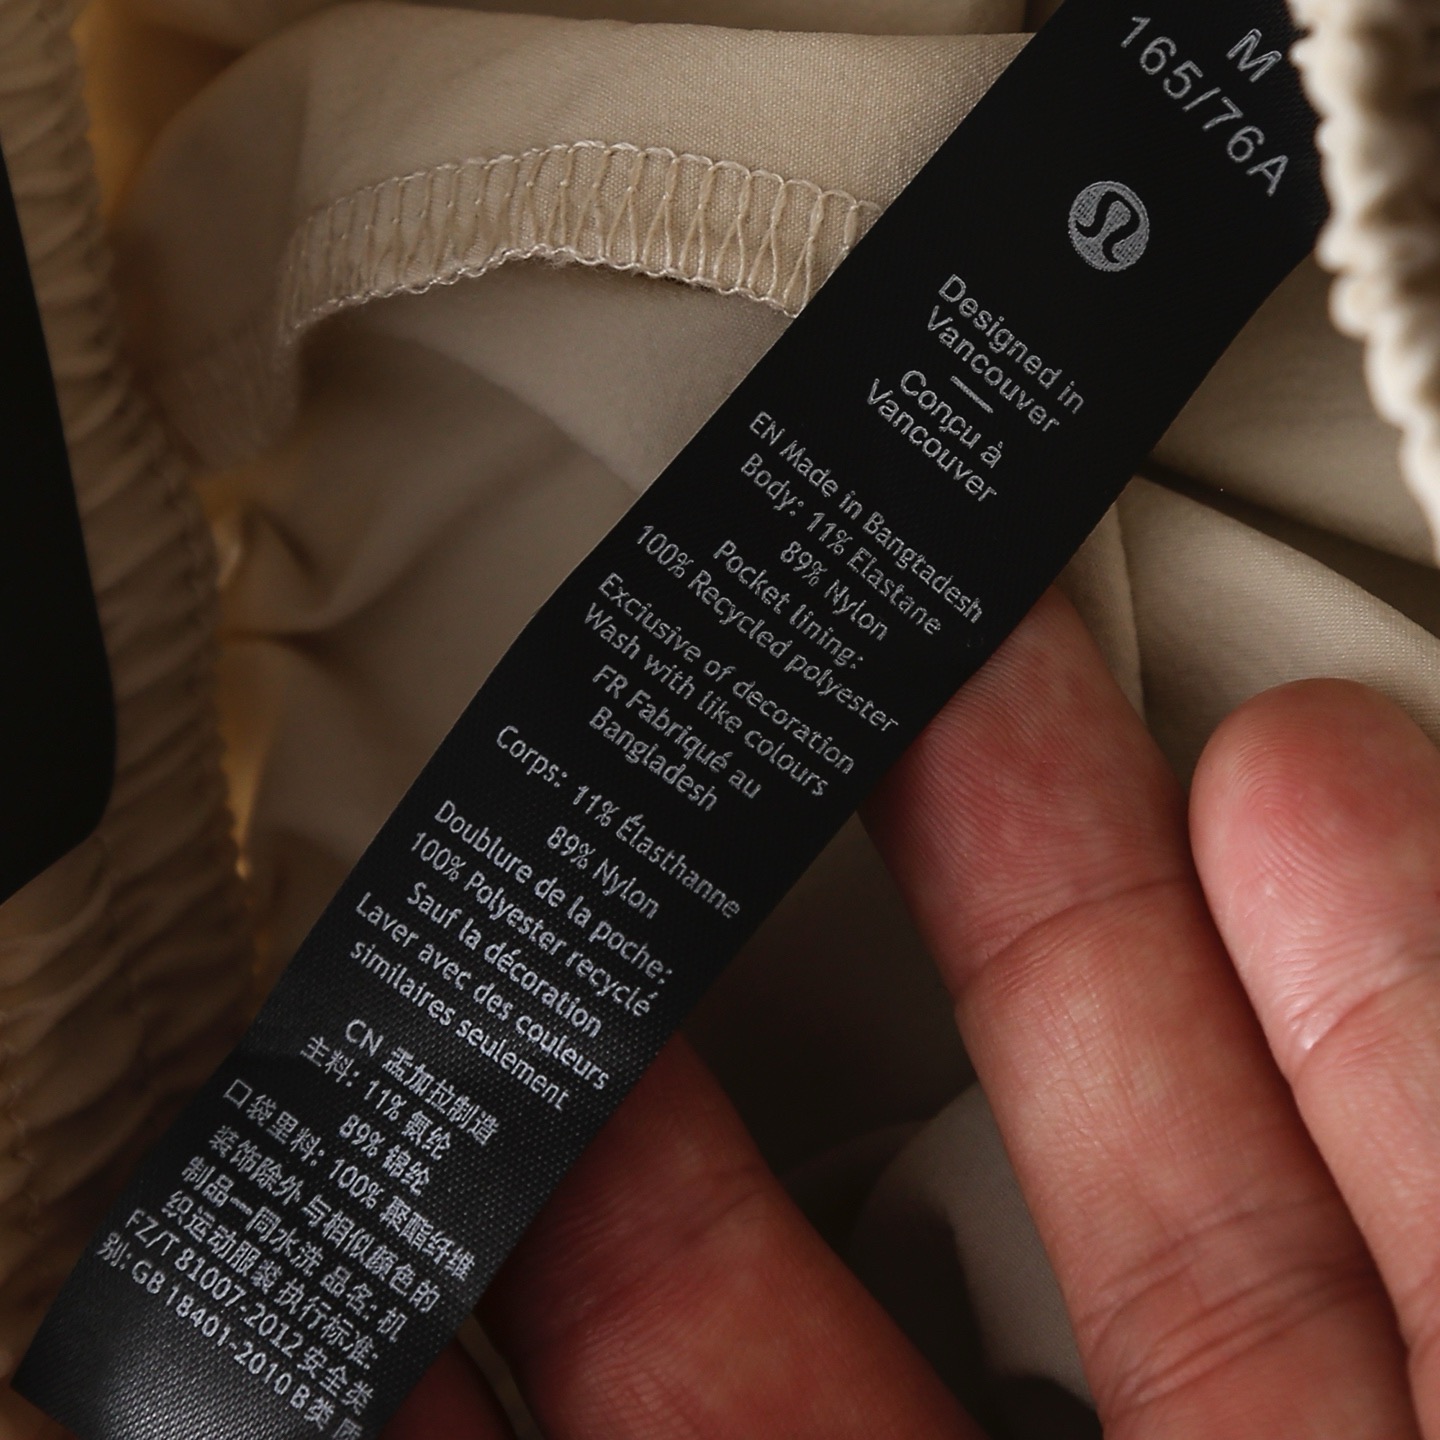 M
165/76A
Designed in
Vancouver
Conçu à
Vancouver
EN Made in Bangladesh
Body: 11% Elastane
89% Nylon
Pocket lining:
100% Recycled polyester
Exclusive of decoration
Wash with like colours
FR Fabriqué au
Bangladesh
Corps: 11% Élasthanne
89% Nylon
Doublure de la poche:
100% Polyester recyclé
Sauf la décoration
Laver avec des couleurs
similaires seulement
CN 孟加拉制造
主料: 11% 氨纶
89% 锦纶
口袋里料: 100% 聚酯纤维
装饰除外 与相似颜色的
制品一同水洗 品名: 机
织运动服装 执行标准:
FZ/T 81007-2012 安全类
别: GB 18401-2010 B类